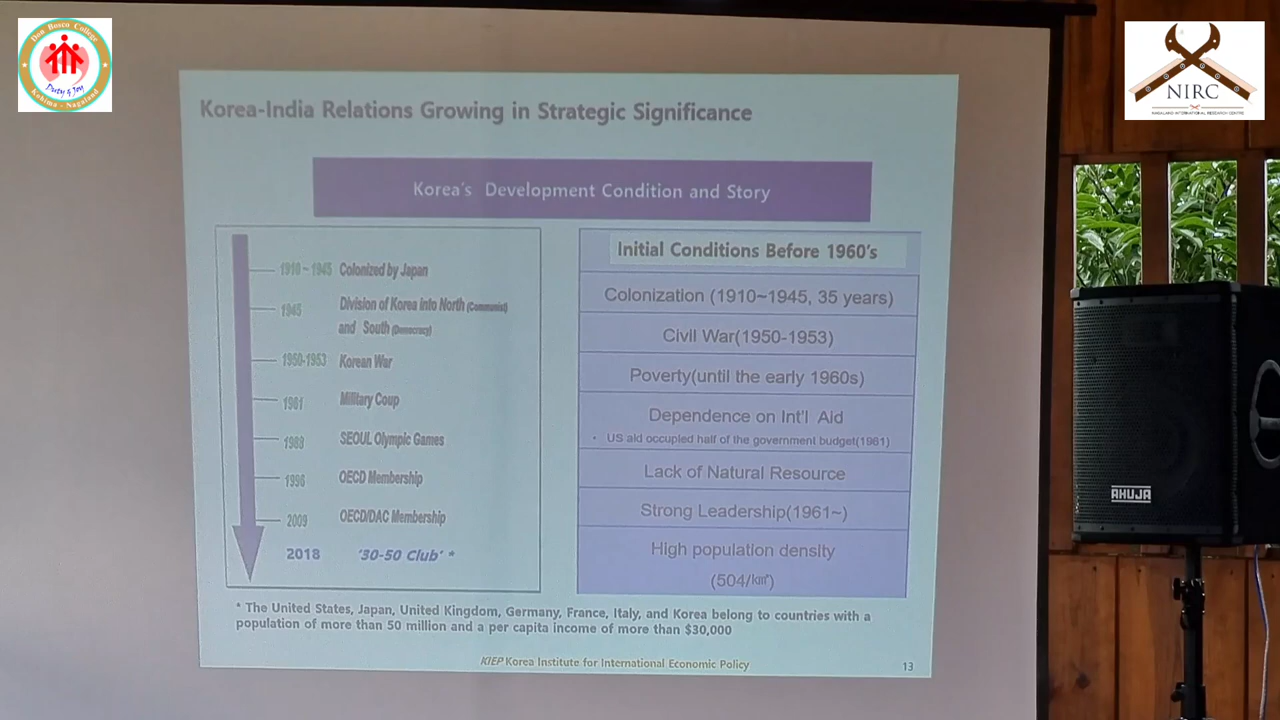 Don Bosco College
Duty & Joy
Kohima - Nagaland
NIRC
NAGALAND INTERNATIONAL RESEARCH CENTRE
Korea-India Relations Growing in Strategic Significance
Korea's Development Condition and Story
1910~1945 Colonized by Japan
1945 Division of Korea into North (Communist)
and South (Democracy)
1950-1953 Korean War
1961 Military Coup
1988 SEOUL Olympic Games
1996 OECD Membership
2009 OECD/DAC Membership
2018 '30-50 Club' *
Initial Conditions Before 1960's
Colonization (1910~1945, 35 years)
Civil War(1950-1953)
Poverty(until the early 1960s)
Dependence on Int'l Aid
• US aid occupied half of the government budget(1961)
Lack of Natural Resource
Strong Leadership(1961~)
High population density
(504/㎢)
* The United States, Japan, United Kingdom, Germany, France, Italy, and Korea belong to countries with a
population of more than 50 million and a per capita income of more than $30,000
KIEP Korea Institute for International Economic Policy
13
AHUJA